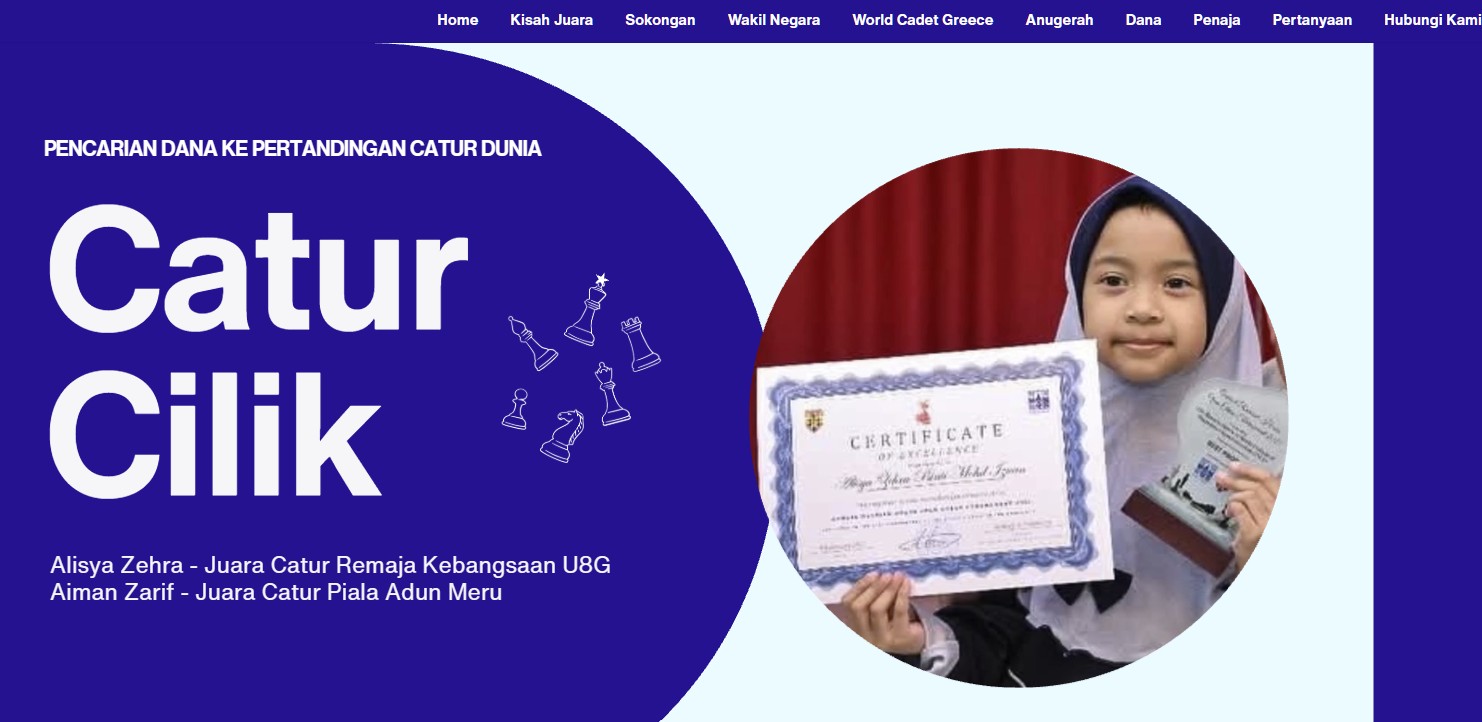 Home Kisah Juara Sokongan Wakil Negara World Cadet Greece Anugerah Dana Penaja Pertanyaan Hubungi Kami
PENCARIAN DANA KE PERTANDINGAN CATUR DUNIA
Catur
Cilik
Alisya Zehra - Juara Catur Remaja Kebangsaan U8G
Aiman Zarif - Juara Catur Piala Adun Meru
CERTIFICATE
OF EXCELLENCE
Alisya Zehra Binti Mohd Izwan